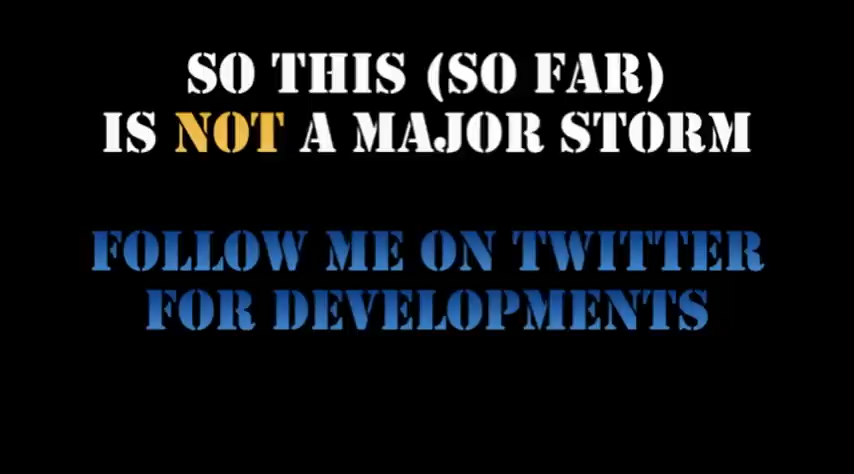 SO THIS (SO FAR)
IS NOT A MAJOR STORM
FOLLOW ME ON TWITTER
FOR DEVELOPMENTS